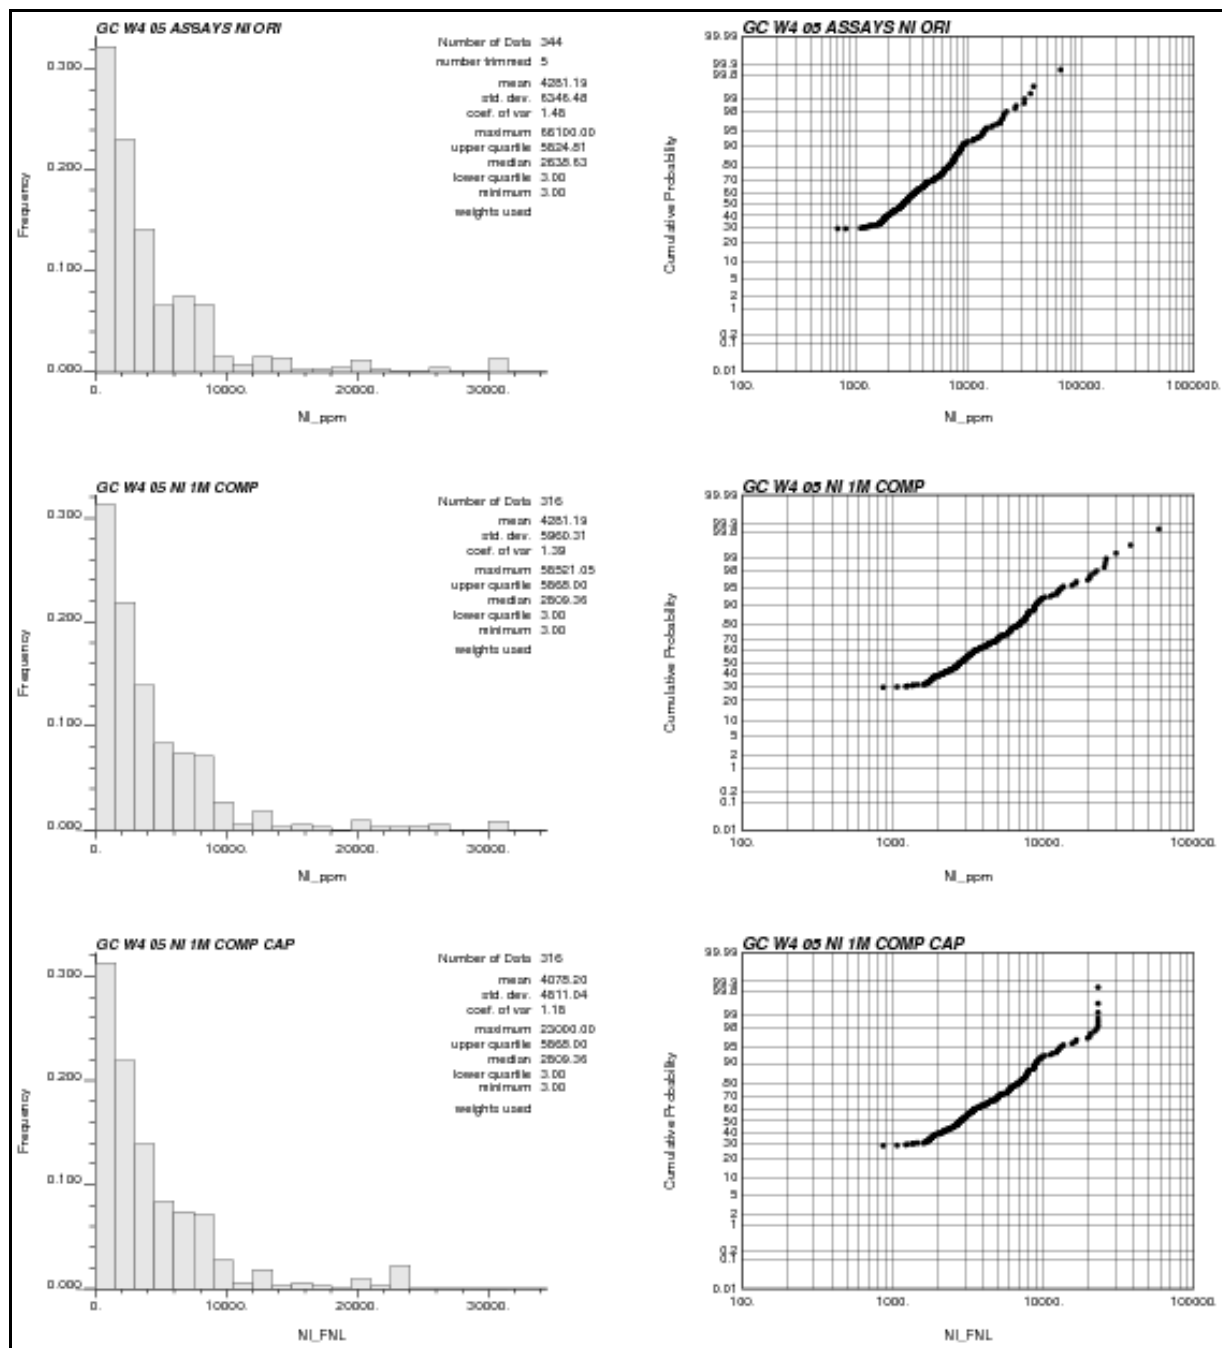 GC W4 05 ASSAYS NI ORI
Number of Data 344
number trimmed 5
mean 4281.19
std. dev. 6346.48
coef. of var 1.48
maximum 66100.00
upper quartile 5824.81
median 2638.63
lower quartile 3.00
minimum 3.00
weights used
Frequency
0.300
0.200
0.100
0.000
0. 10000. 20000. 30000.
NI_ppm
GC W4 05 ASSAYS NI ORI
Cumulative Probability
99.99
99.9
99.8
99
98
95
90
80
70
60
50
40
30
20
10
5
2
1
0.2
0.1
0.01
100. 1000. 10000. 100000. 1000000.
NI_ppm
GC W4 05 NI 1M COMP
Number of Data 316
mean 4281.19
std. dev. 5960.31
coef. of var 1.39
maximum 58521.05
upper quartile 5868.00
median 2809.36
lower quartile 3.00
minimum 3.00
weights used
Frequency
0.300
0.200
0.100
0.000
0. 10000. 20000. 30000.
NI_ppm
GC W4 05 NI 1M COMP
Cumulative Probability
99.99
99.9
99.8
99
98
95
90
80
70
60
50
40
30
20
10
5
2
1
0.2
0.1
0.01
100. 1000. 10000. 100000.
NI_ppm
GC W4 05 NI 1M COMP CAP
Number of Data 316
mean 4078.20
std. dev. 4811.04
coef. of var 1.18
maximum 23000.00
upper quartile 5868.00
median 2809.36
lower quartile 3.00
minimum 3.00
weights used
Frequency
0.300
0.200
0.100
0.000
0. 10000. 20000. 30000.
NI_FNL
GC W4 05 NI 1M COMP CAP
Cumulative Probability
99.99
99.9
99.8
99
98
95
90
80
70
60
50
40
30
20
10
5
2
1
0.2
0.1
0.01
100. 1000. 10000. 100000.
NI_FNL